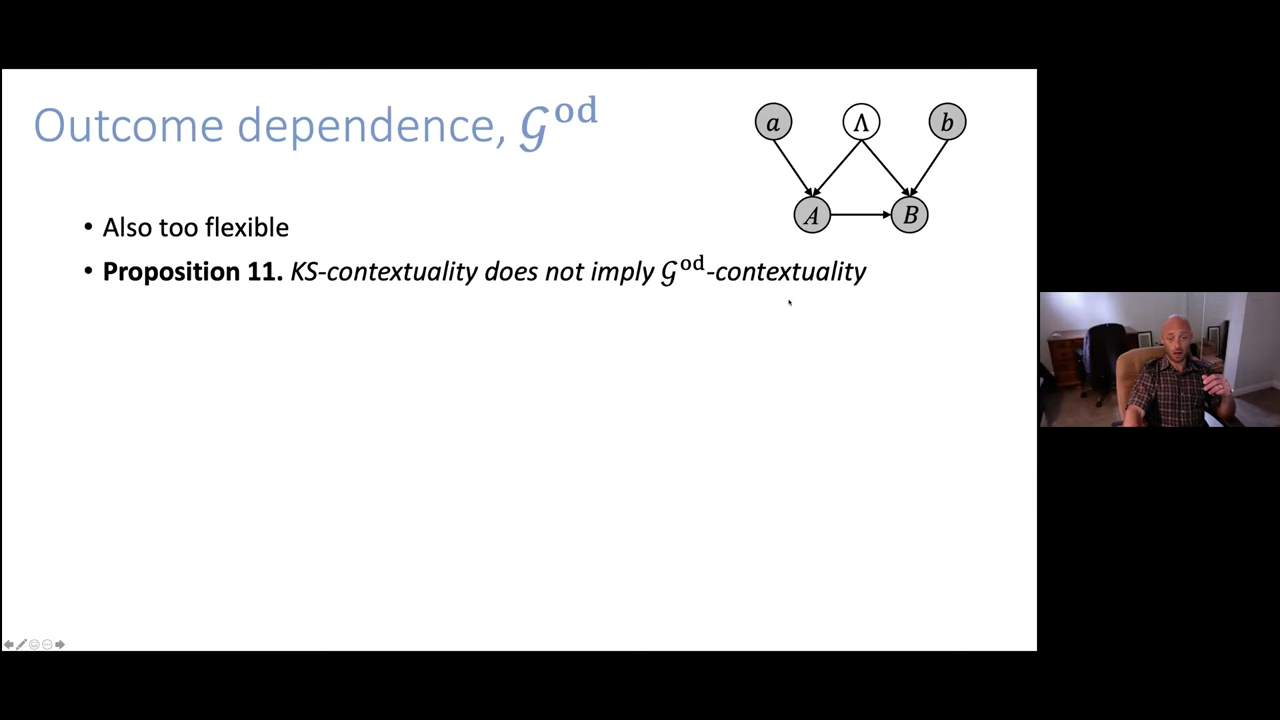 Outcome dependence, 𝒢^od
a Λ b
A B
• Also too flexible
• Proposition 11. KS-contextuality does not imply 𝒢^od-contextuality